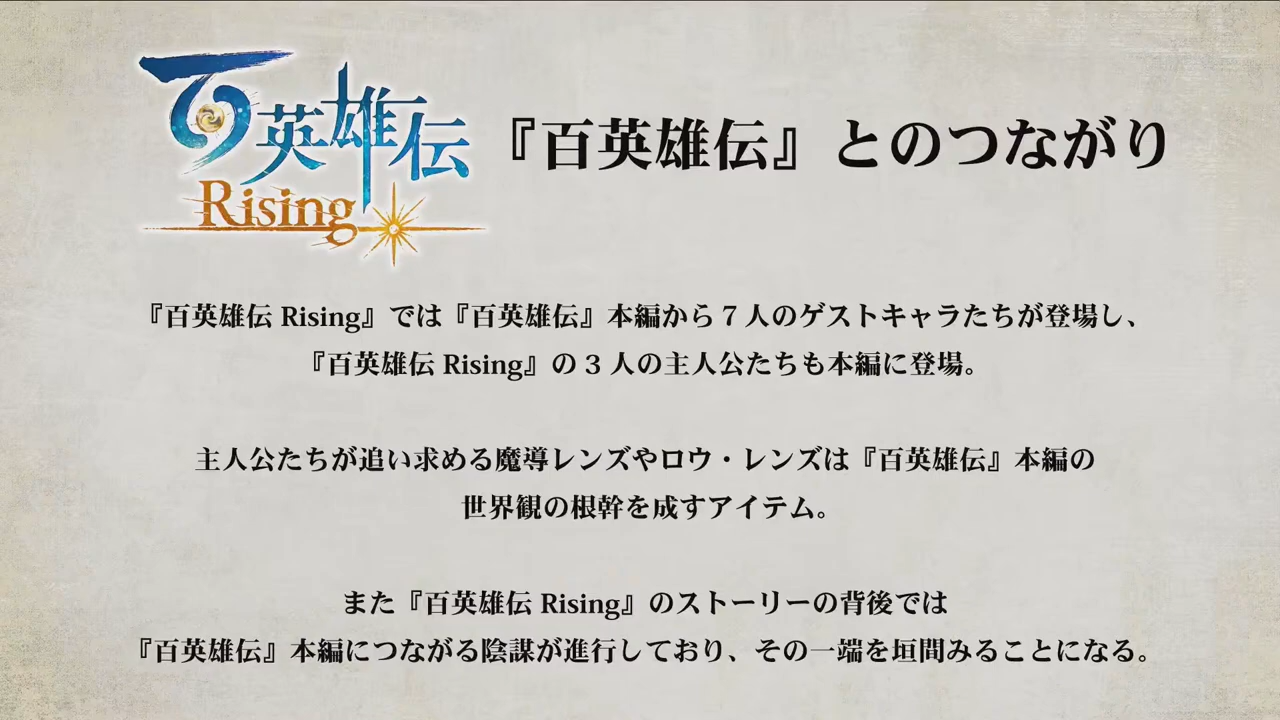 百英雄伝
Rising
『百英雄伝』とのつながり
『百英雄伝 Rising』では『百英雄伝』本編から7人のゲストキャラたちが登場し、
『百英雄伝 Rising』の3人の主人公たちも本編に登場。
主人公たちが追い求める魔導レンズやロウ・レンズは『百英雄伝』本編の
世界観の根幹を成すアイテム。
また『百英雄伝 Rising』のストーリーの背後では
『百英雄伝』本編につながる陰謀が進行しており、その一端を垣間みることになる。